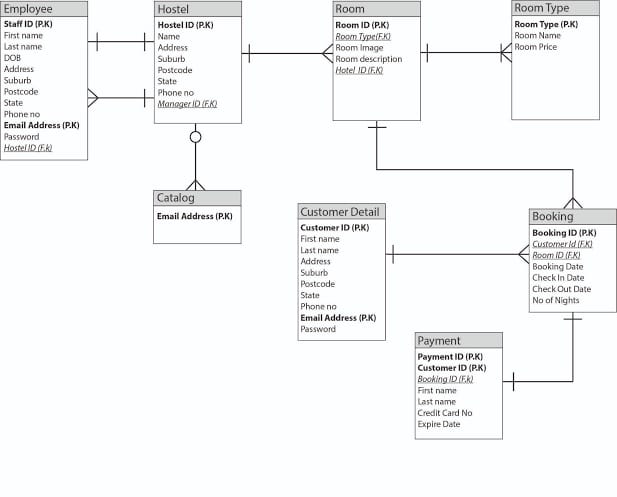 Employee
Staff ID (P.K)
First name
Last name
DOB
Address
Suburb
Postcode
State
Phone no
Email Address (P.K)
Password
Hostel ID (F.k)
Hostel
Hostel ID (P.K)
Name
Address
Suburb
Postcode
State
Phone no
Manager ID (F.K)
Room
Room ID (P.K)
Room Type(F.K)
Room Image
Room description
Hotel ID (F.K)
Room Type
Room Type (P.K)
Room Name
Room Price
Catalog
Email Address (P.K)
Customer Detail
Customer ID (P.K)
First name
Last name
Address
Suburb
Postcode
State
Phone no
Email Address (P.K)
Password
Booking
Booking ID (P.K)
Customer Id (F.K)
Room ID (F.K)
Booking Date
Check In Date
Check Out Date
No of Nights
Payment
Payment ID (P.K)
Customer ID (P.K)
Booking ID (F.k)
First name
Last name
Credit Card No
Expire Date